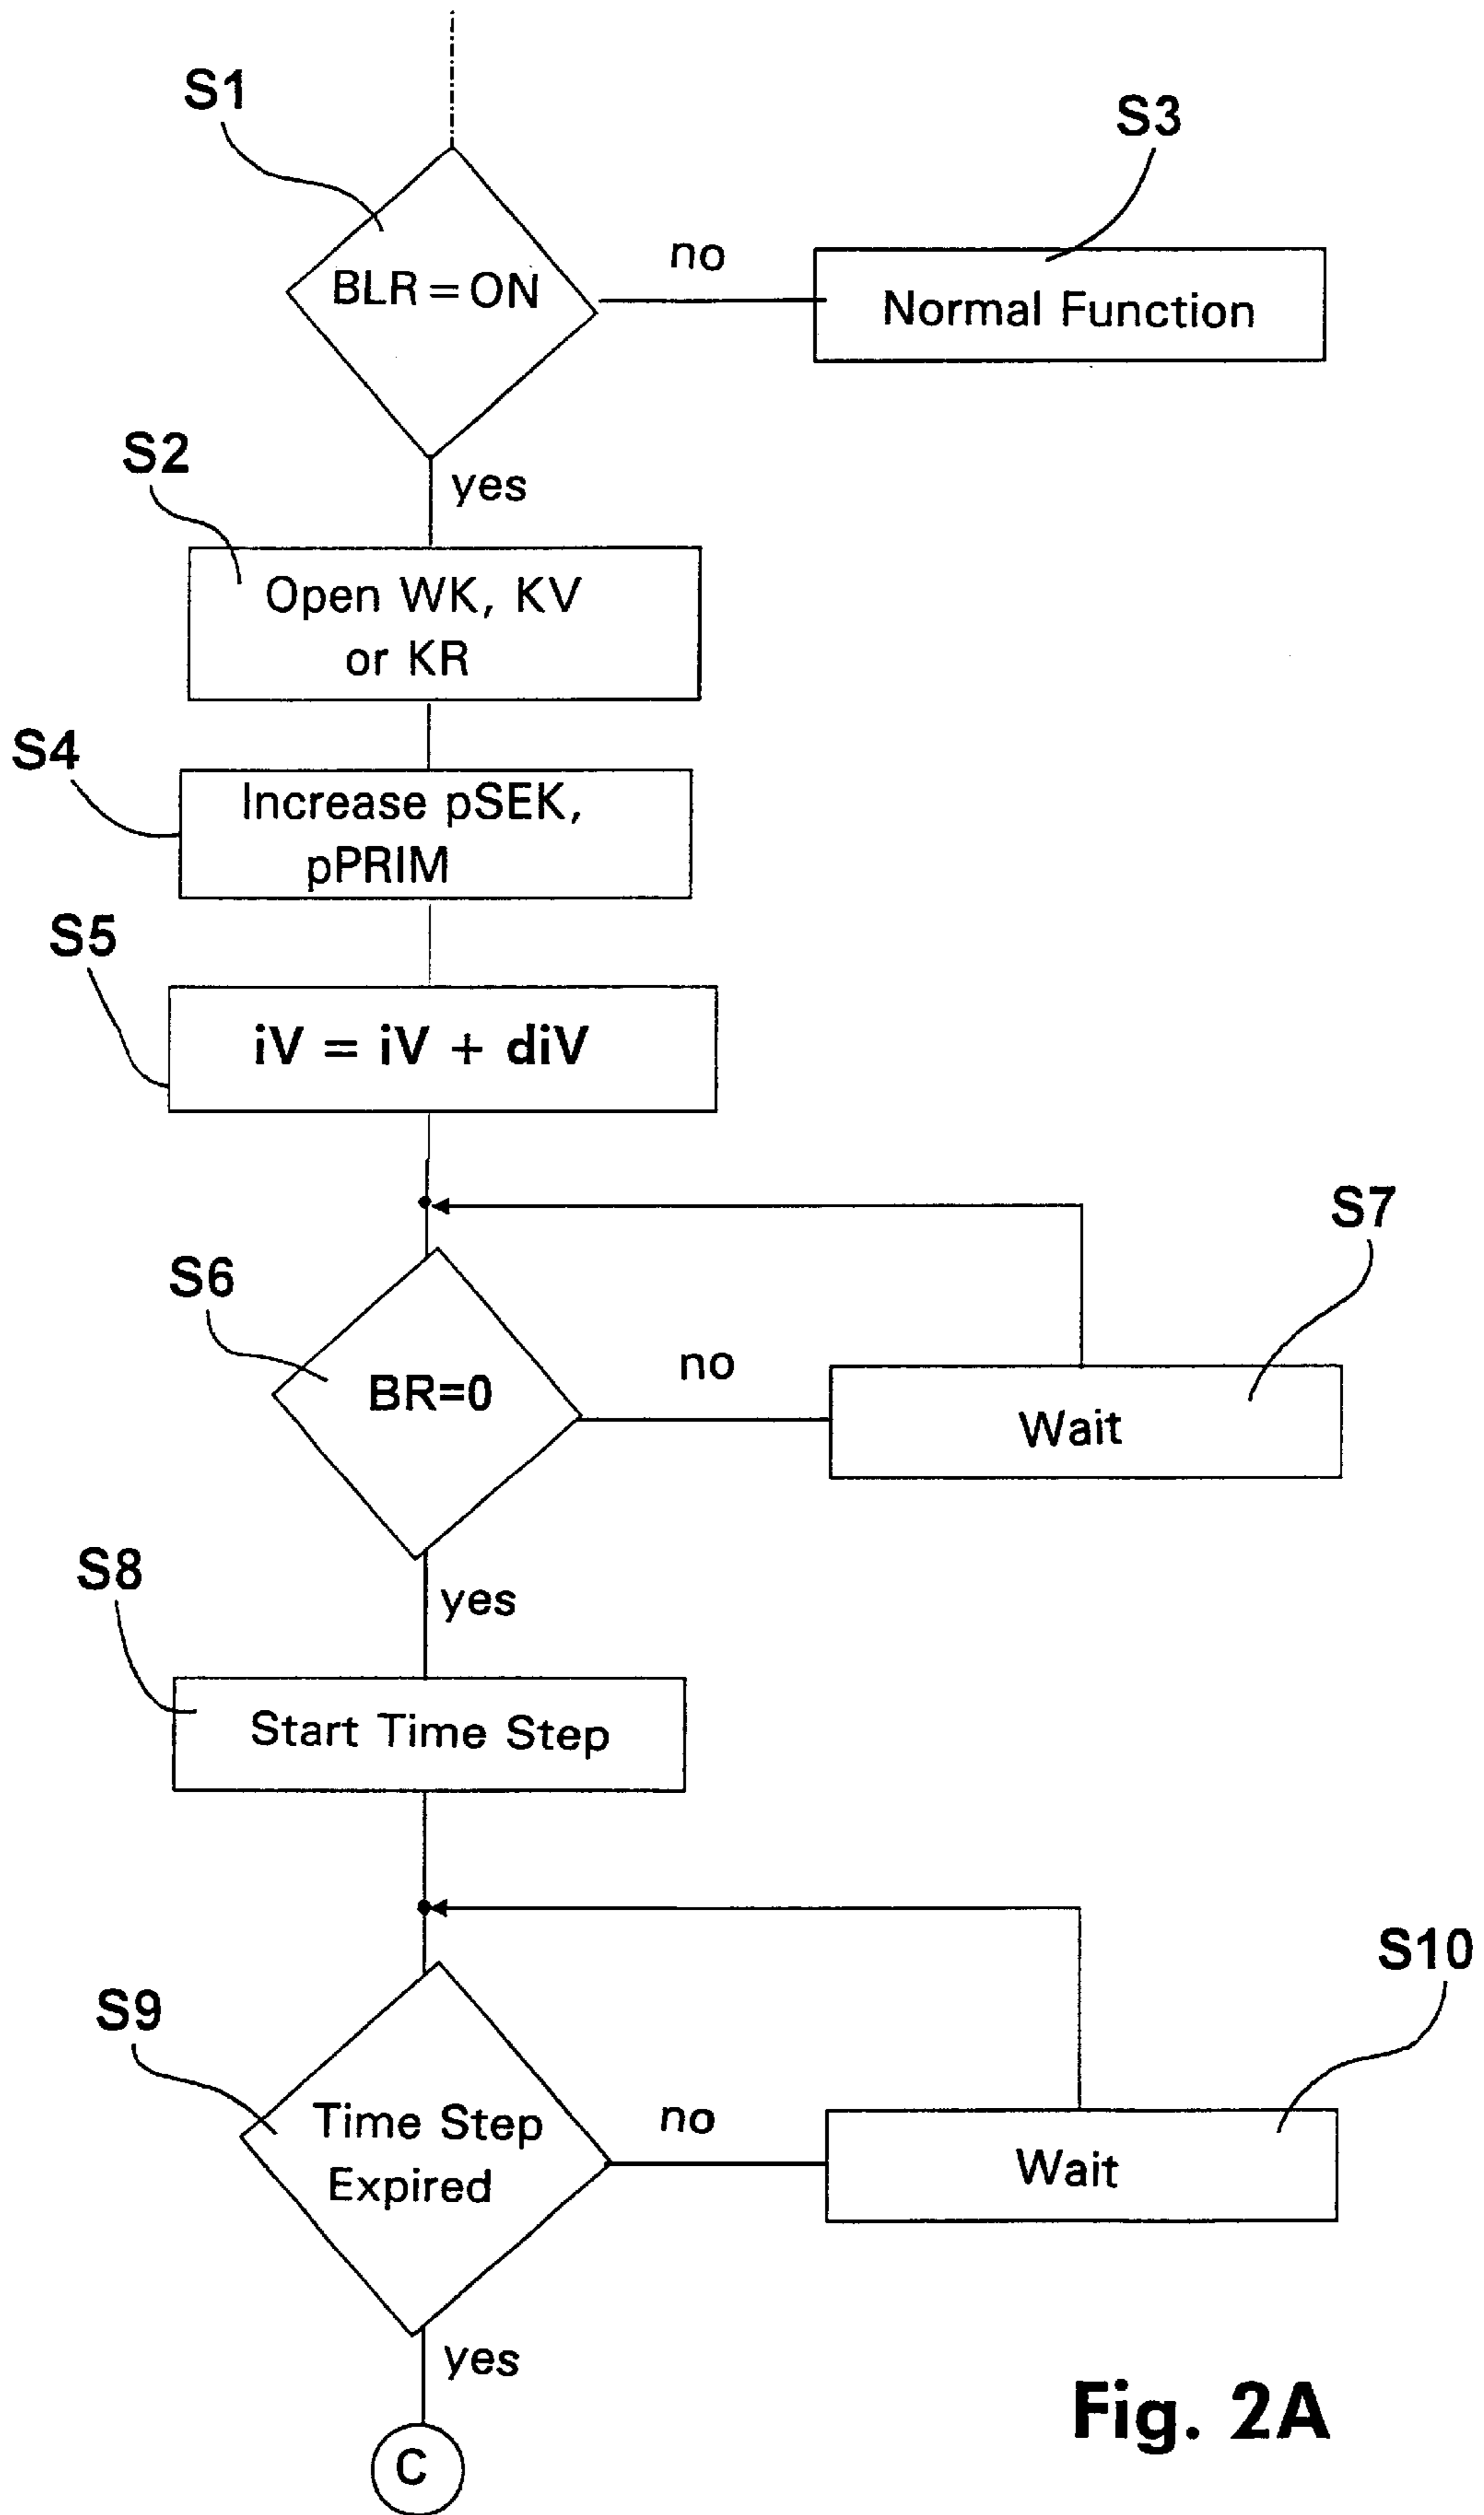 S1
S3
BLR = ON
no
Normal Function
S2
yes
Open WK, KV
or KR
S4
Increase pSEK,
pPRIM
S5
iV = iV + diV
S7
S6
BR=0
no
Wait
S8
yes
Start Time Step
S10
S9
Time Step
Expired
no
Wait
yes
C
Fig. 2A